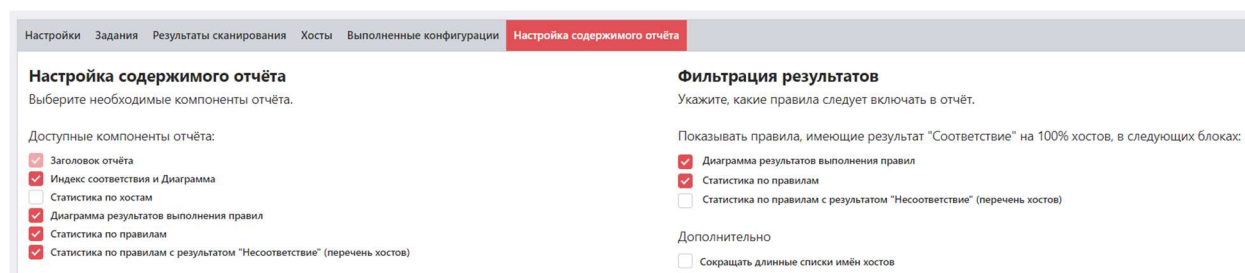 Настройки Задания Результаты сканирования Хосты Выполненные конфигурации Настройка содержимого отчёта
Настройка содержимого отчёта
Выберите необходимые компоненты отчёта.
Доступные компоненты отчёта:
Заголовок отчёта
Индекс соответствия и Диаграмма
Статистика по хостам
Диаграмма результатов выполнения правил
Статистика по правилам
Статистика по правилам с результатом "Несоответствие" (перечень хостов)
Фильтрация результатов
Укажите, какие правила следует включать в отчёт.
Показывать правила, имеющие результат "Соответствие" на 100% хостов, в следующих блоках:
Диаграмма результатов выполнения правил
Статистика по правилам
Статистика по правилам с результатом "Несоответствие" (перечень хостов)
Дополнительно
Сокращать длинные списки имён хостов